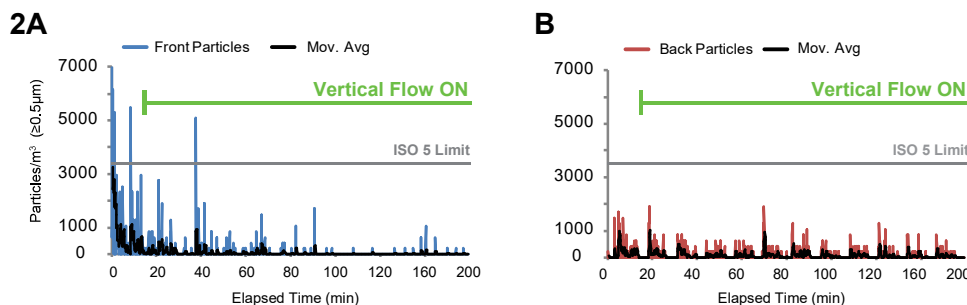 2A
Front Particles
Mov. Avg
7000
5000
3000
1000
0
Particles/m³ (≥0.5μm)
Vertical Flow ON
ISO 5 Limit
0 20 40 60 80 100 120 140 160 200
Elapsed Time (min)
B
Back Particles
Mov. Avg
7000
5000
3000
1000
0
Vertical Flow ON
ISO 5 Limit
0 20 40 60 80 100 120 140 160 200
Elapsed Time (min)